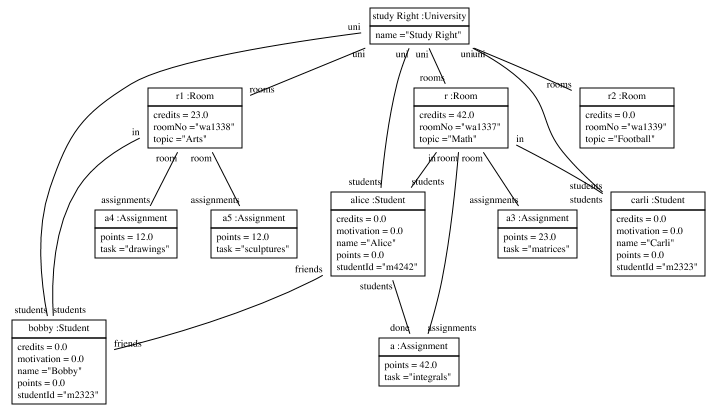 study Right :University
name ="Study Right"
uni
uni
uni
uni
uni
uni
rooms
rooms
rooms
r1 :Room
credits = 23.0
roomNo ="wa1338"
topic ="Arts"
r :Room
credits = 42.0
roomNo ="wa1337"
topic ="Math"
r2 :Room
credits = 0.0
roomNo ="wa1339"
topic ="Football"
in
in
room
room
in
room
room
assignments
assignments
students
students
assignments
students
students
a4 :Assignment
points = 12.0
task ="drawings"
a5 :Assignment
points = 12.0
task ="sculptures"
alice :Student
credits = 0.0
motivation = 0.0
name ="Alice"
points = 0.0
studentId ="m4242"
a3 :Assignment
points = 23.0
task ="matrices"
carli :Student
credits = 0.0
motivation = 0.0
name ="Carli"
points = 0.0
studentId ="m2323"
friends
students
students
students
done
assignments
friends
bobby :Student
credits = 0.0
motivation = 0.0
name ="Bobby"
points = 0.0
studentId ="m2323"
a :Assignment
points = 42.0
task ="integrals"